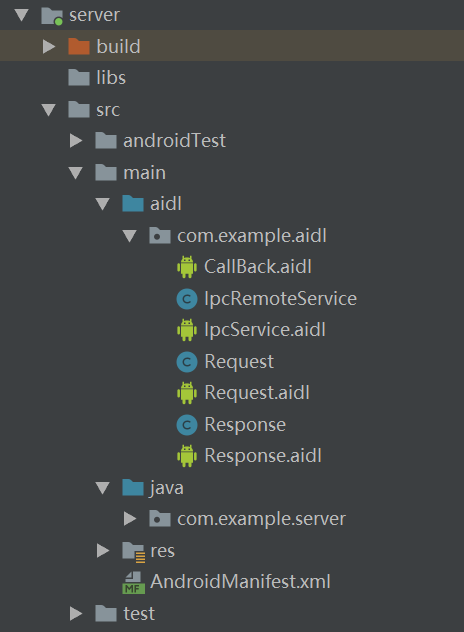 server
build
libs
src
androidTest
main
aidl
com.example.aidl
CallBack.aidl
IpcRemoteService
IpcService.aidl
Request
Request.aidl
Response
Response.aidl
java
com.example.server
res
AndroidManifest.xml
test